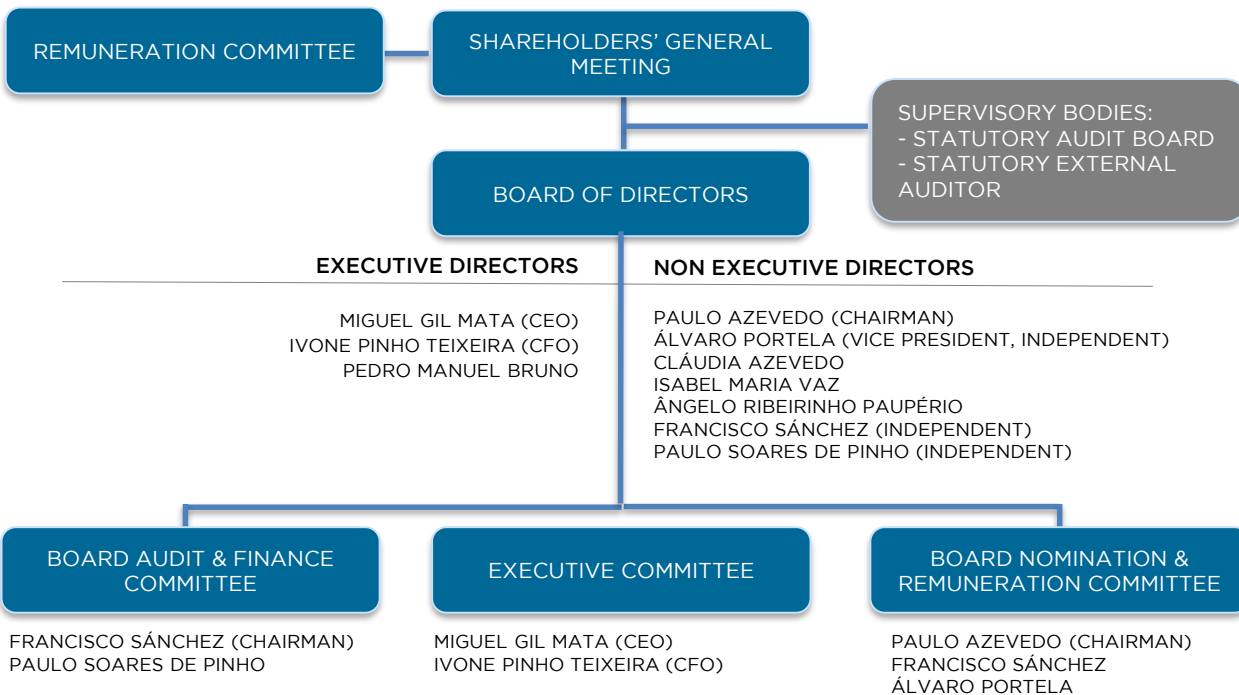 REMUNERATION COMMITTEE
SHAREHOLDERS’ GENERAL
MEETING
SUPERVISORY BODIES:
- STATUTORY AUDIT BOARD
- STATUTORY EXTERNAL
AUDITOR
BOARD OF DIRECTORS
EXECUTIVE DIRECTORS
MIGUEL GIL MATA (CEO)
IVONE PINHO TEIXEIRA (CFO)
PEDRO MANUEL BRUNO
NON EXECUTIVE DIRECTORS
PAULO AZEVEDO (CHAIRMAN)
ÁLVARO PORTELA (VICE PRESIDENT, INDEPENDENT)
CLÁUDIA AZEVEDO
ISABEL MARIA VAZ
ÂNGELO RIBEIRINHO PAUPÉRIO
FRANCISCO SÁNCHEZ (INDEPENDENT)
PAULO SOARES DE PINHO (INDEPENDENT)
BOARD AUDIT & FINANCE
COMMITTEE
FRANCISCO SÁNCHEZ (CHAIRMAN)
PAULO SOARES DE PINHO
EXECUTIVE COMMITTEE
MIGUEL GIL MATA (CEO)
IVONE PINHO TEIXEIRA (CFO)
BOARD NOMINATION &
REMUNERATION COMMITTEE
PAULO AZEVEDO (CHAIRMAN)
FRANCISCO SÁNCHEZ
ÁLVARO PORTELA